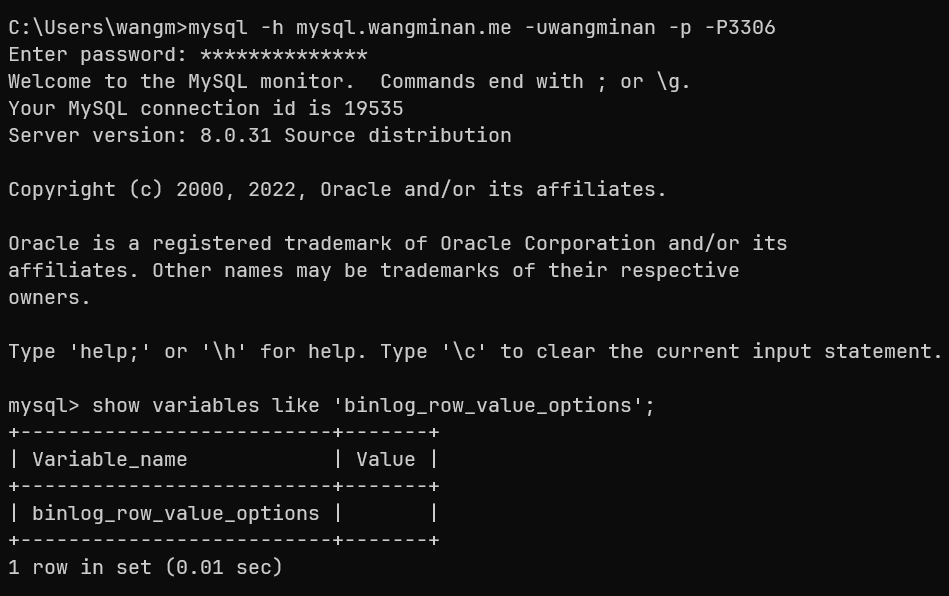 C:\Users\wangm>mysql -h mysql.wangminan.me -uwangminan -p -P3306
Enter password: **************
Welcome to the MySQL monitor.  Commands end with ; or \g.
Your MySQL connection id is 19535
Server version: 8.0.31 Source distribution
Copyright (c) 2000, 2022, Oracle and/or its affiliates.
Oracle is a registered trademark of Oracle Corporation and/or its
affiliates. Other names may be trademarks of their respective
owners.
Type 'help;' or '\h' for help. Type '\c' to clear the current input statement.
mysql> show variables like 'binlog_row_value_options';
+--------------------------+-------+
| Variable_name            | Value |
+--------------------------+-------+
| binlog_row_value_options |       |
+--------------------------+-------+
1 row in set (0.01 sec)